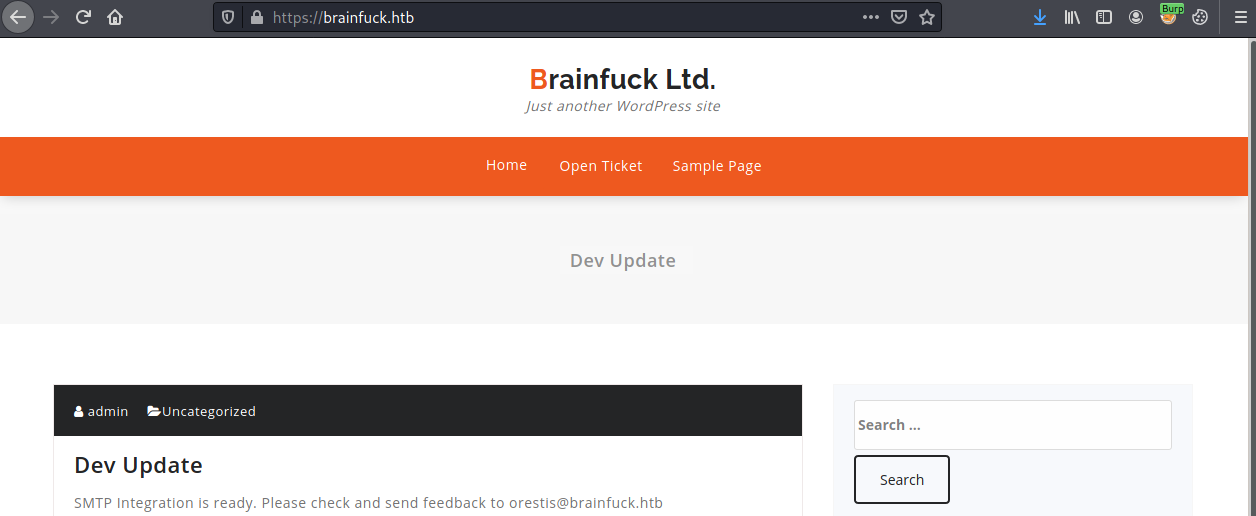 https://brainfuck.htb
Burp
Brainfuck Ltd.
Just another WordPress site
Home Open Ticket Sample Page
Dev Update
admin Uncategorized
Dev Update
SMTP Integration is ready. Please check and send feedback to orestis@brainfuck.htb
Search ...
Search